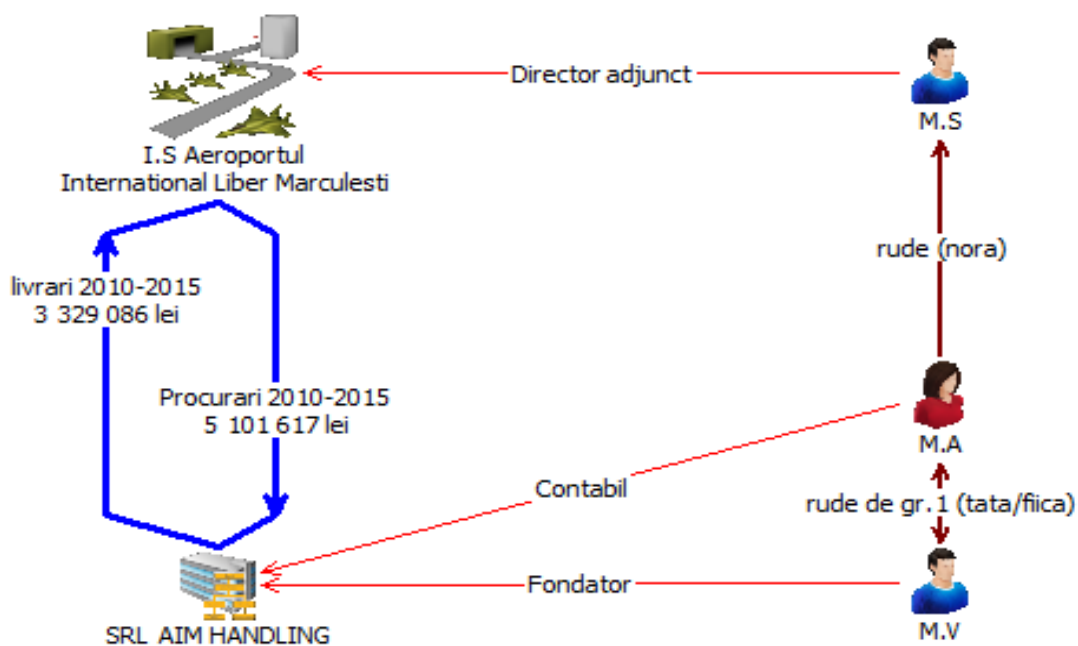 Director adjunct
M.S
I.S Aeroportul
International Liber Marculesti
rude (nora)
livrari 2010-2015
3 329 086 lei
Procurari 2010-2015
5 101 617 lei
M.A
Contabil
rude de gr.1 (tata/fiica)
Fondator
SRL AIM HANDLING
M.V